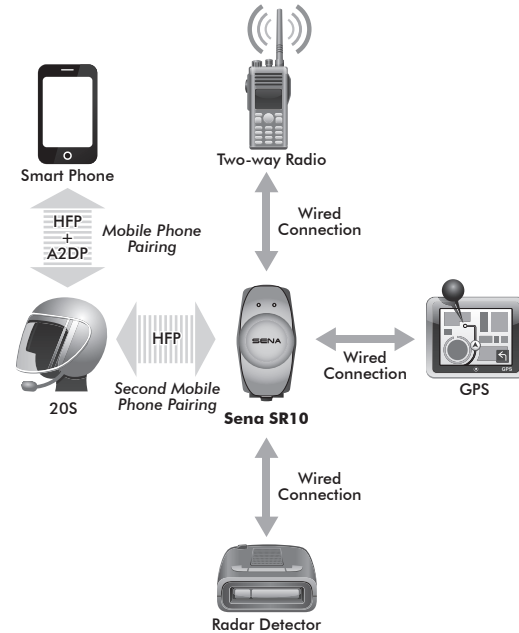 Two-way Radio
Smart Phone
HFP
+
A2DP
Mobile Phone
Pairing
Wired
Connection
HFP
SENA
Second Mobile
Phone Pairing
20S
Sena SR10
Wired
Connection
GPS
GPS
Wired
Connection
Radar Detector